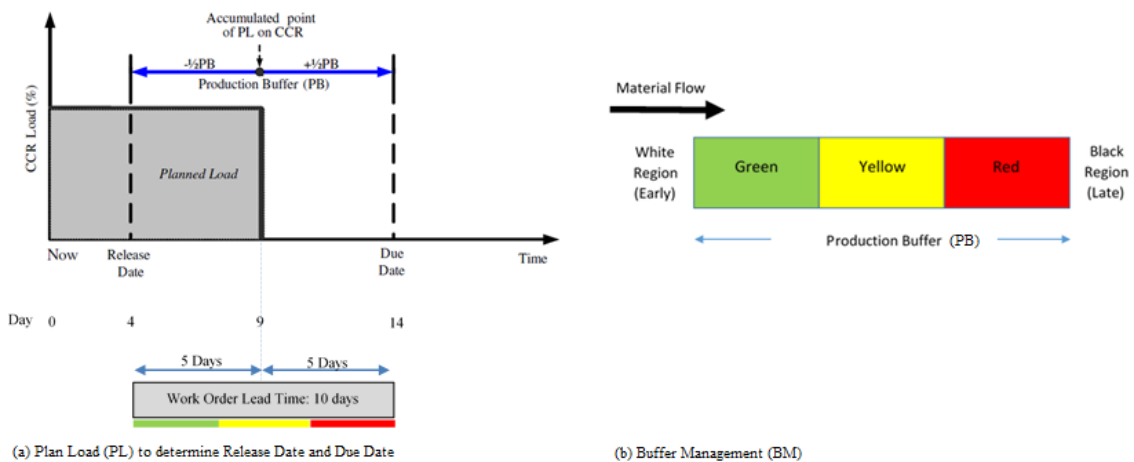 Accumulated point
of PL on CCR
-½PB
+½PB
Production Buffer (PB)
CCR Load (%)
Planned Load
Now
Release
Date
Due
Date
Time
Day
0
4
9
14
5 Days
5 Days
Work Order Lead Time: 10 days
(a) Plan Load (PL) to determine Release Date and Due Date
Material Flow
White
Region
(Early)
Green
Yellow
Red
Black
Region
(Late)
Production Buffer (PB)
(b) Buffer Management (BM)